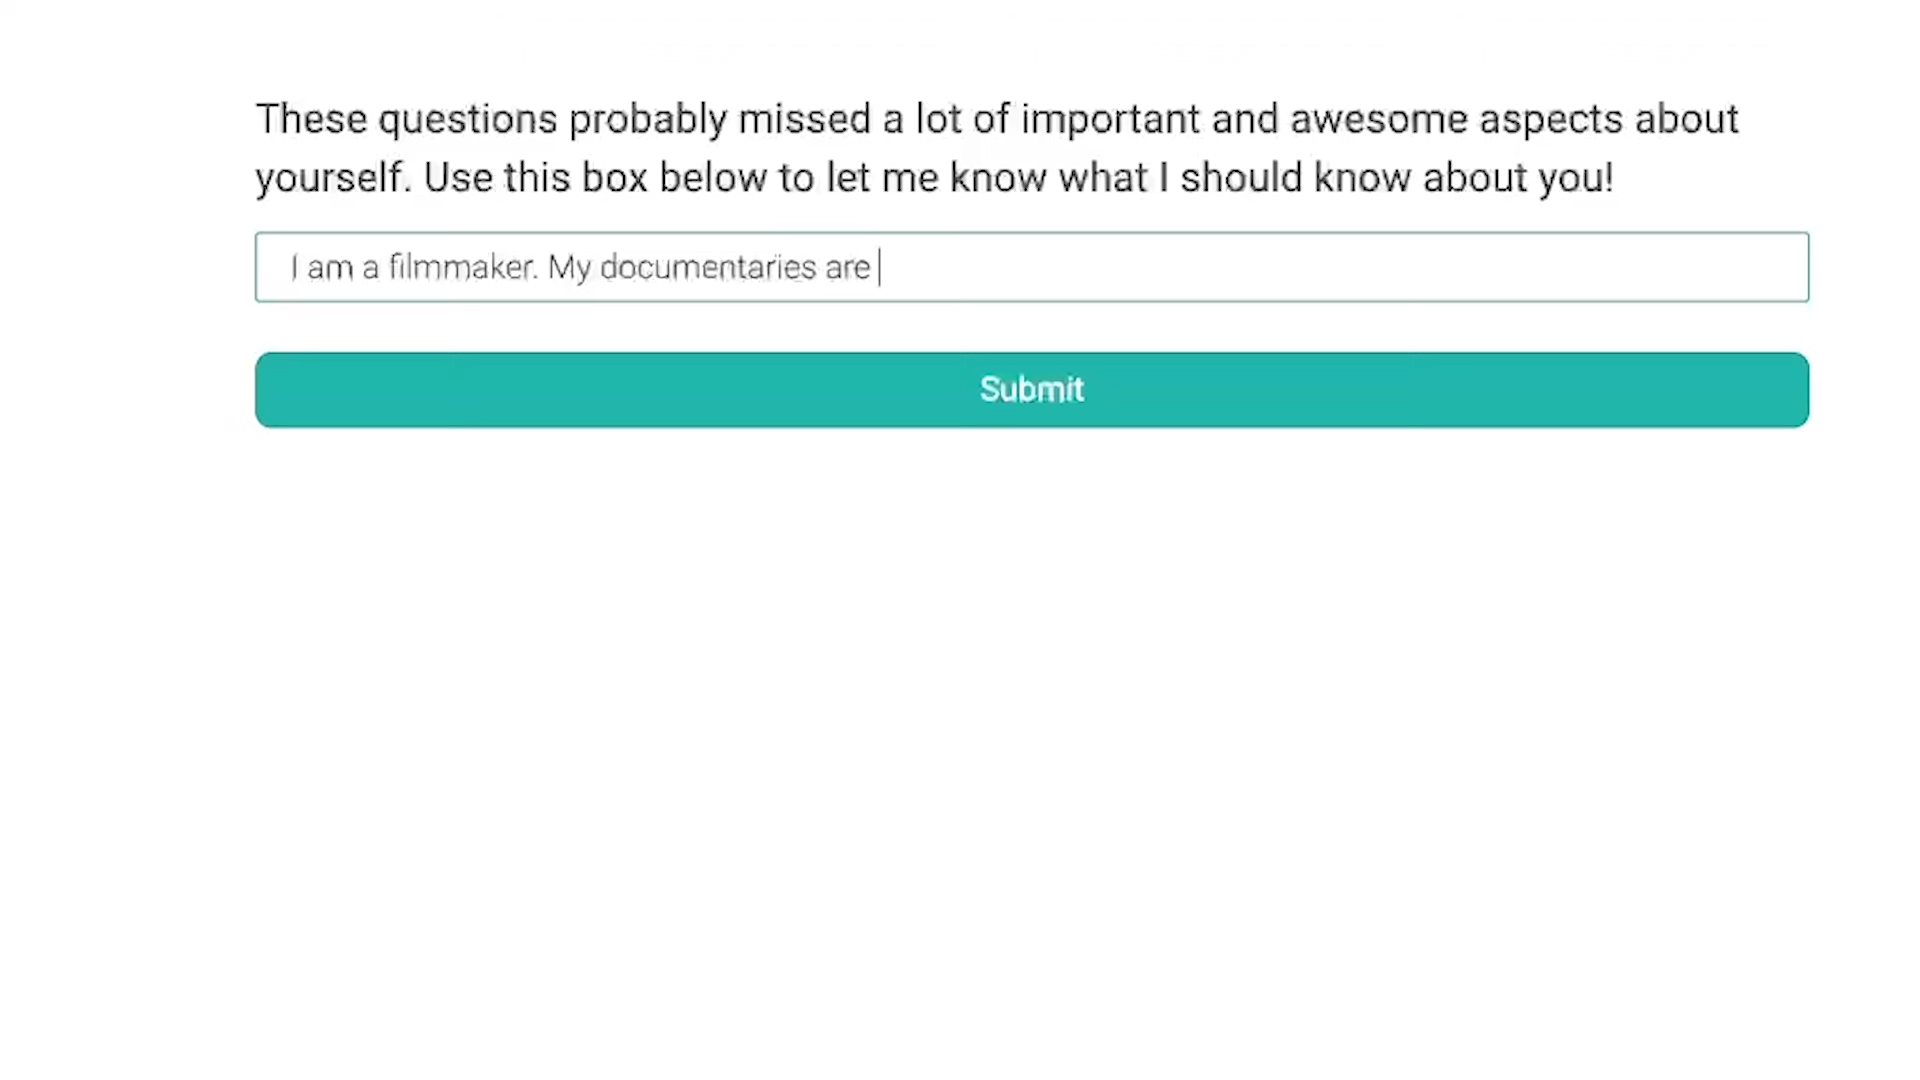 These questions probably missed a lot of important and awesome aspects about
yourself. Use this box below to let me know what I should know about you!
I am a filmmaker. My documentaries are
Submit